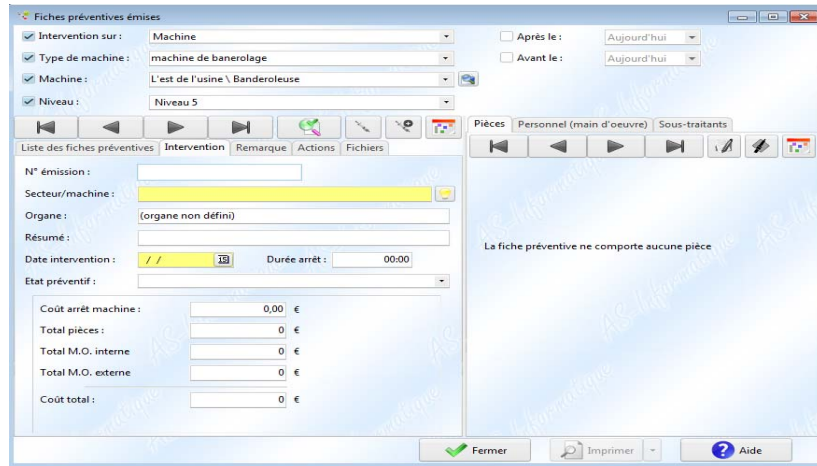 Fiches préventives émises
Intervention sur : Machine Après le : Aujourd'hui
Type de machine : machine de banerolage Avant le : Aujourd'hui
Machine : L'est de l'usine \ Banderoleuse
Niveau : Niveau 5
Pièces Personnel (main d'oeuvre) Sous-traitants
Liste des fiches préventives Intervention Remarque Actions Fichiers
N° émission :
Secteur/machine :
Organe : (organe non défini)
Résumé :
La fiche préventive ne comporte aucune pièce
Date intervention : / / 15 Durée arrêt : 00:00
Etat préventif :
Coût arrêt machine : 0,00 €
Total pièces : 0 €
Total M.O. interne 0 €
Total M.O. externe 0 €
Coût total : 0 €
Fermer Imprimer Aide
AS-Informatique